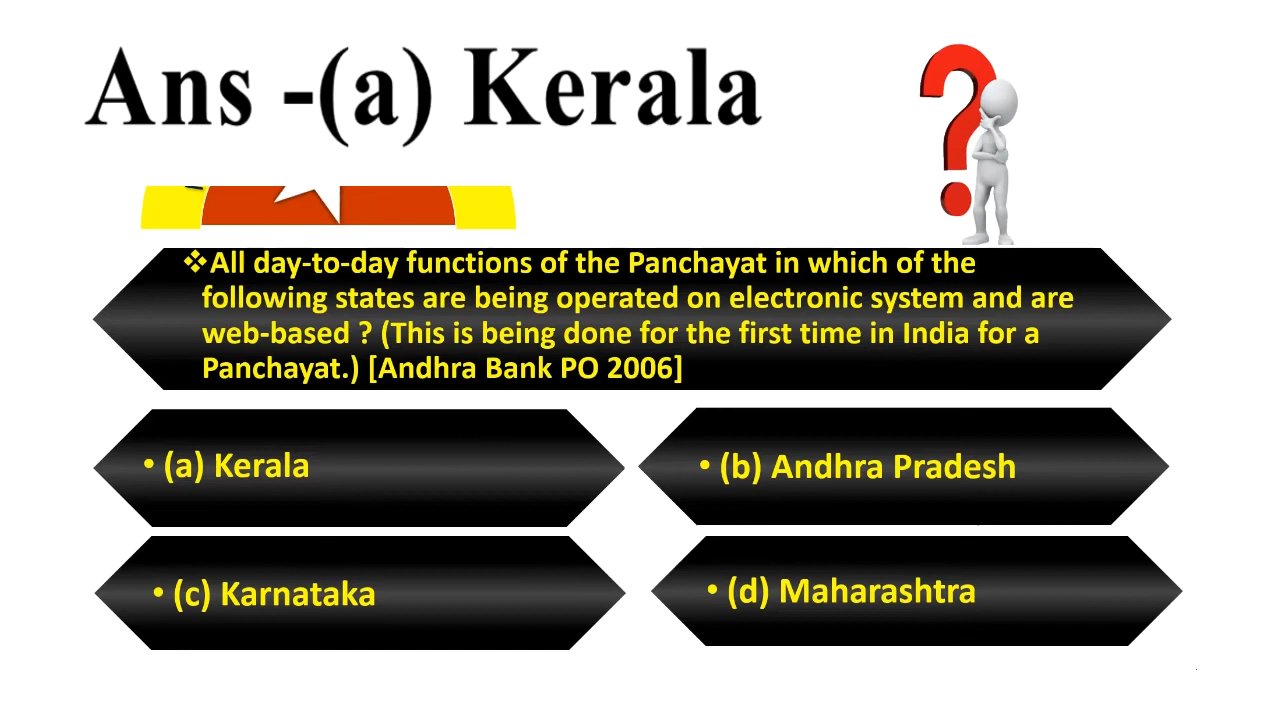 Ans -(a) Kerala
❖All day-to-day functions of the Panchayat in which of the
following states are being operated on electronic system and are
web-based ? (This is being done for the first time in India for a
Panchayat.) [Andhra Bank PO 2006]
• (a) Kerala
• (b) Andhra Pradesh
• (c) Karnataka
• (d) Maharashtra